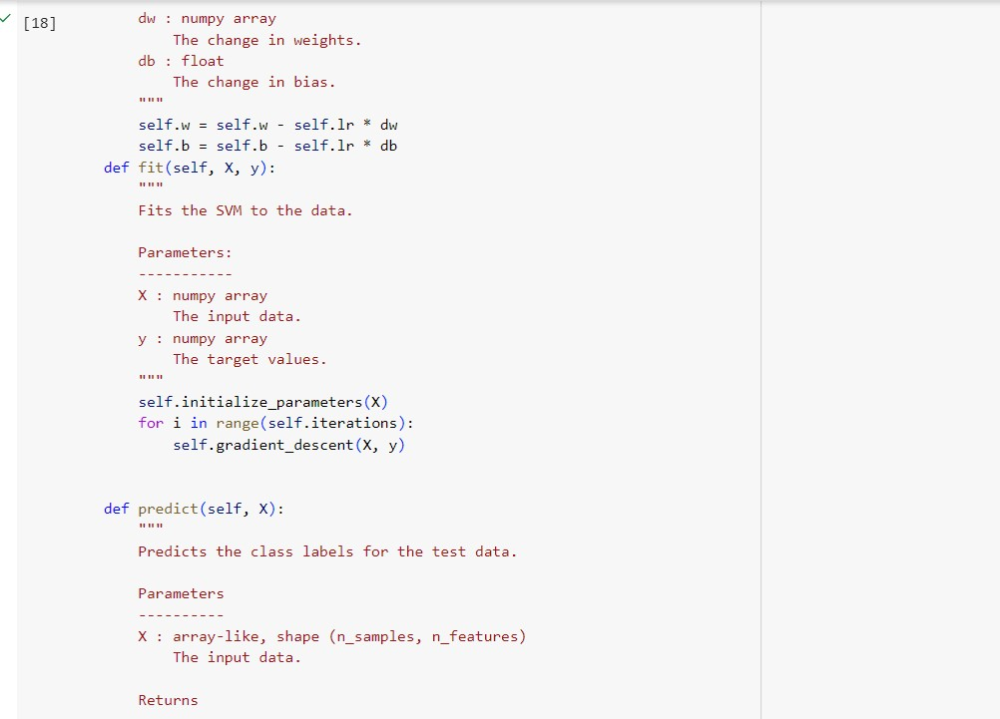 [18]
dw : numpy array
The change in weights.
db : float
The change in bias.
"""
self.w = self.w - self.lr * dw
self.b = self.b - self.lr * db
def fit(self, X, y):
"""
Fits the SVM to the data.
Parameters:
-----------
X : numpy array
The input data.
y : numpy array
The target values.
"""
self.initialize_parameters(X)
for i in range(self.iterations):
self.gradient_descent(X, y)
def predict(self, X):
"""
Predicts the class labels for the test data.
Parameters
----------
X : array-like, shape (n_samples, n_features)
The input data.
Returns